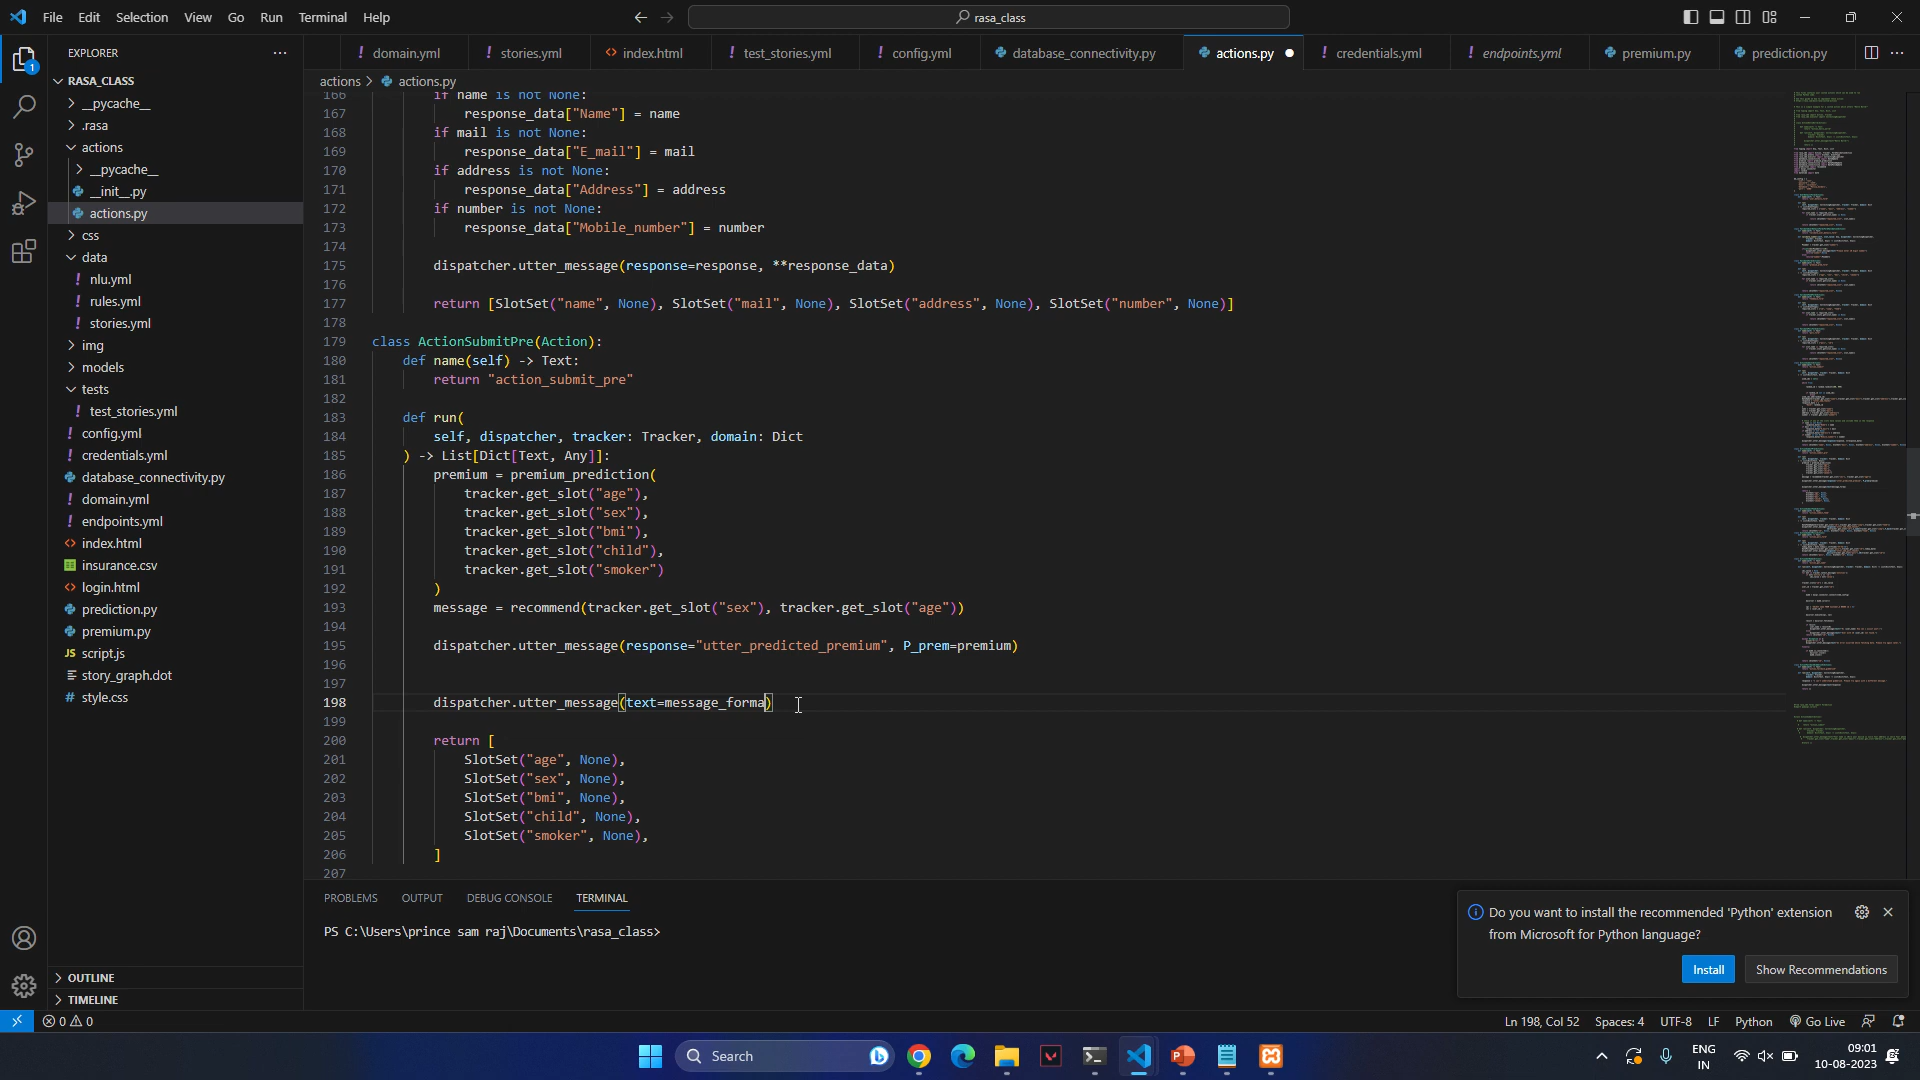 File Edit Selection View Go Run Terminal Help
rasa_class
EXPLORER
domain.yml stories.yml index.html test_stories.yml config.yml database_connectivity.py actions.py credentials.yml endpoints.yml premium.py prediction.py
actions > actions.py
RASA_CLASS
__pycache__
.rasa
actions
__pycache__
__init__.py
actions.py
css
data
nlu.yml
rules.yml
stories.yml
img
models
tests
test_stories.yml
config.yml
credentials.yml
database_connectivity.py
domain.yml
endpoints.yml
index.html
insurance.csv
login.html
prediction.py
premium.py
JS script.js
story_graph.dot
# style.css
OUTLINE
TIMELINE
166 if name is not None:
167 response_data["Name"] = name
168 if mail is not None:
169 response_data["E_mail"] = mail
170 if address is not None:
171 response_data["Address"] = address
172 if number is not None:
173 response_data["Mobile_number"] = number
174
175 dispatcher.utter_message(response=response, **response_data)
176
177 return [SlotSet("name", None), SlotSet("mail", None), SlotSet("address", None), SlotSet("number", None)]
178
179 class ActionSubmitPre(Action):
180 def name(self) -> Text:
181 return "action_submit_pre"
182
183 def run(
184 self, dispatcher, tracker: Tracker, domain: Dict
185 ) -> List[Dict[Text, Any]]:
186 premium = premium_prediction(
187 tracker.get_slot("age"),
188 tracker.get_slot("sex"),
189 tracker.get_slot("bmi"),
190 tracker.get_slot("child"),
191 tracker.get_slot("smoker")
192 )
193 message = recommend(tracker.get_slot("sex"), tracker.get_slot("age"))
194
195 dispatcher.utter_message(response="utter_predicted_premium", P_prem=premium)
196
197
198 dispatcher.utter_message(text=message_forma)
199
200 return [
201 SlotSet("age", None),
202 SlotSet("sex", None),
203 SlotSet("bmi", None),
204 SlotSet("child", None),
205 SlotSet("smoker", None),
206 ]
207
PROBLEMS OUTPUT DEBUG CONSOLE TERMINAL
PS C:\Users\prince sam raj\Documents\rasa_class>
Do you want to install the recommended 'Python' extension
from Microsoft for Python language?
Install Show Recommendations
0 0
Ln 198, Col 52 Spaces: 4 UTF-8 LF Python Go Live
Search
ENG
IN
09:01
10-08-2023